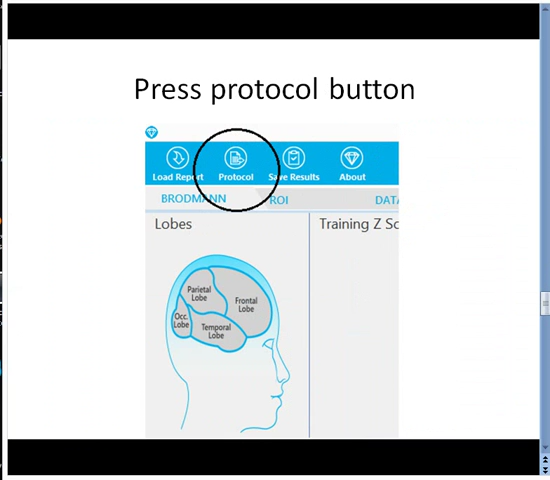 Press protocol button
Load Report Protocol Save Results About
BRODMANN ROI DATA
Lobes Training Z Sc
Parietal
Lobe
Frontal
Lobe
Occ.
Lobe
Temporal
Lobe